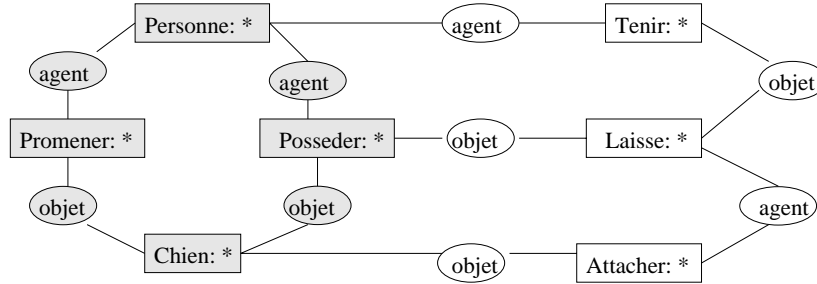 Personne: *
agent
Tenir: *
agent
agent
objet
Promener: *
Posseder: *
objet
Laisse: *
objet
objet
agent
Chien: *
objet
Attacher: *